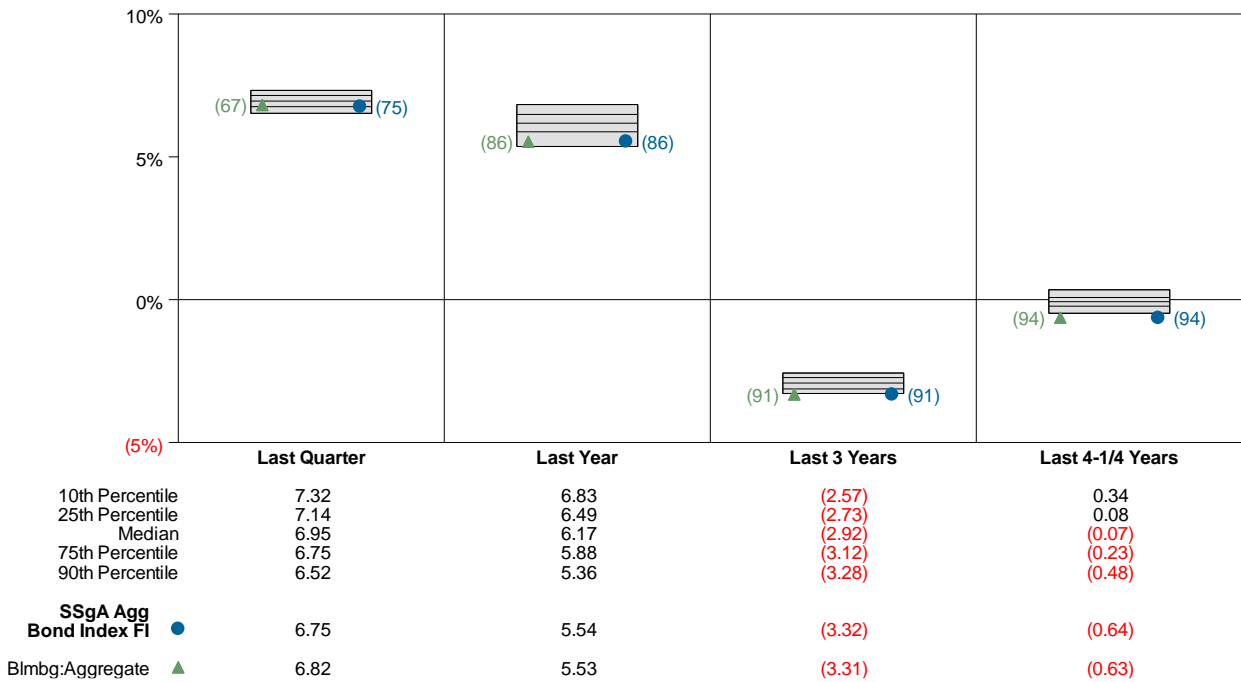 10%
5%
0%
(5%)
(67) (75)
(86) (86)
(91) (91)
(94) (94)
Last Quarter Last Year Last 3 Years Last 4-1/4 Years
10th Percentile 7.32 6.83 (2.57) 0.34
25th Percentile 7.14 6.49 (2.73) 0.08
Median 6.95 6.17 (2.92) (0.07)
75th Percentile 6.75 5.88 (3.12) (0.23)
90th Percentile 6.52 5.36 (3.28) (0.48)
SSgA Agg
Bond Index FI 6.75 5.54 (3.32) (0.64)
Blmbg:Aggregate 6.82 5.53 (3.31) (0.63)